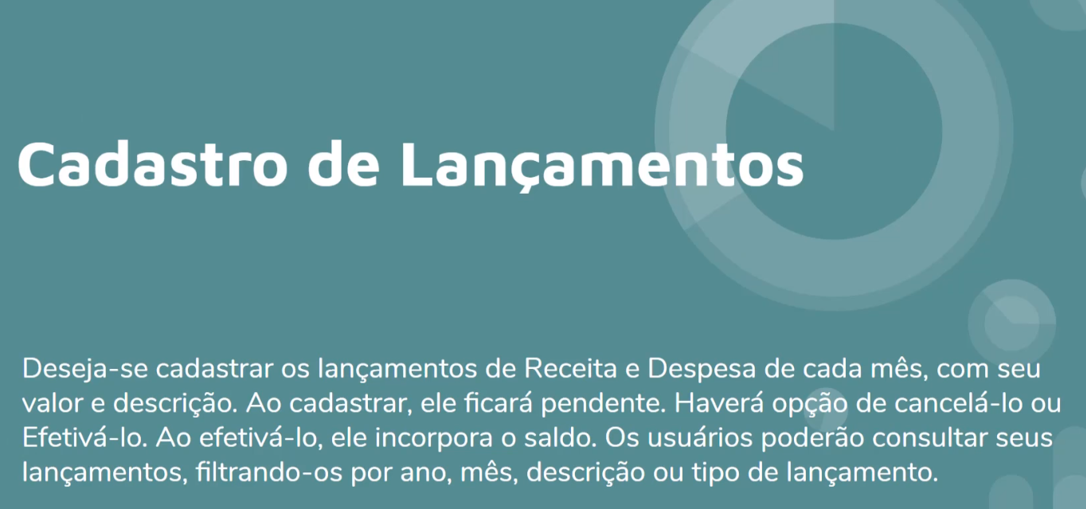 Cadastro de Lançamentos
Deseja-se cadastrar os lançamentos de Receita e Despesa de cada mês, com seu
valor e descrição. Ao cadastrar, ele ficará pendente. Haverá opção de cancelá-lo ou
Efetivá-lo. Ao efetivá-lo, ele incorpora o saldo. Os usuários poderão consultar seus
lançamentos, filtrando-os por ano, mês, descrição ou tipo de lançamento.